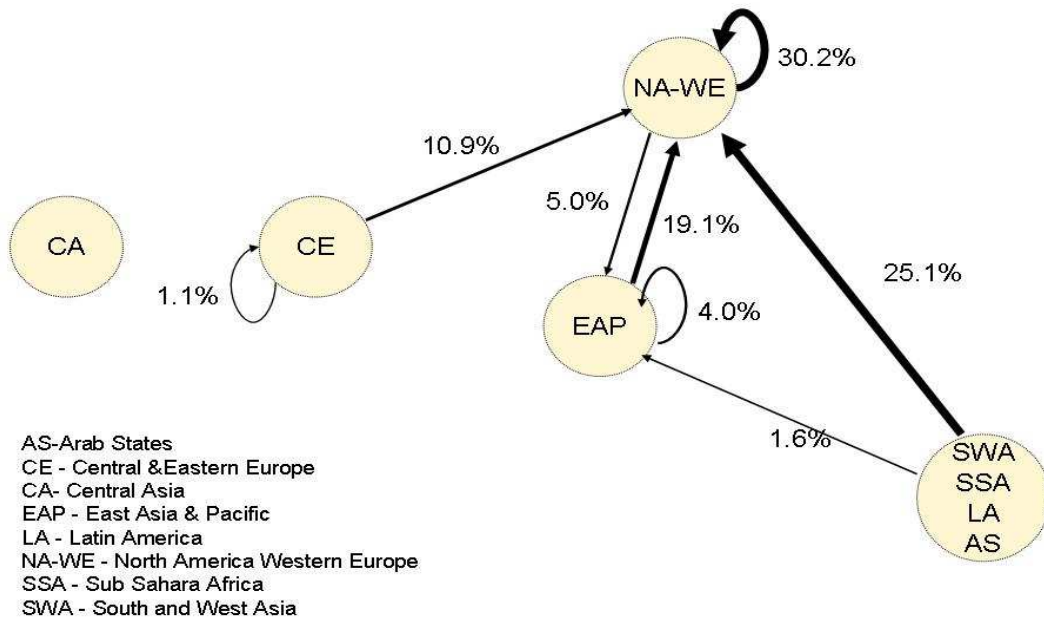 NA-WE
30.2%
10.9%
5.0%
19.1%
CA
CE
25.1%
1.1%
EAP
4.0%
1.6%
SWA
SSA
LA
AS
AS-Arab States
CE - Central &Eastern Europe
CA- Central Asia
EAP - East Asia & Pacific
LA - Latin America
NA-WE - North America Western Europe
SSA - Sub Sahara Africa
SWA - South and West Asia